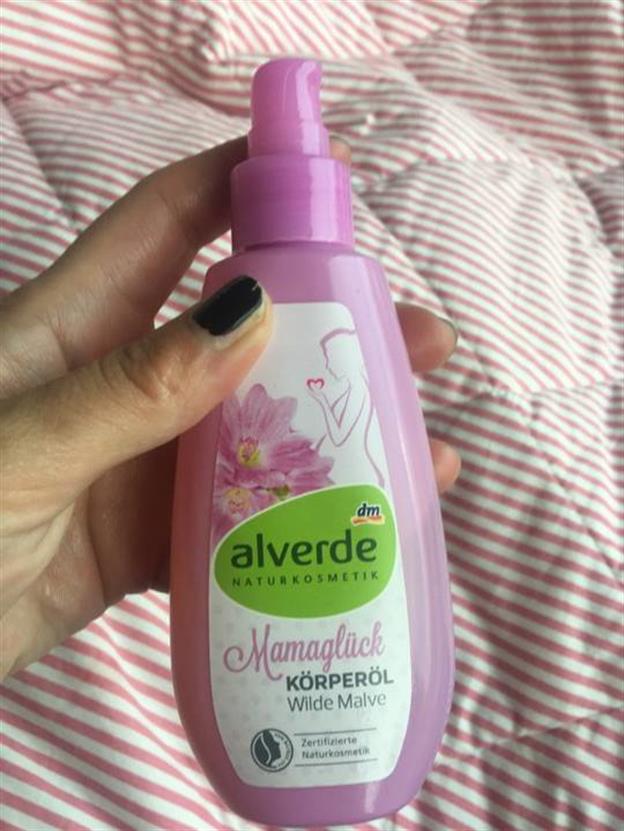 dm
alverde
NATURKOSMETIK
Mamaglück
KÖRPERÖL
Wilde Malve
Zertifizierte
Naturkosmetik